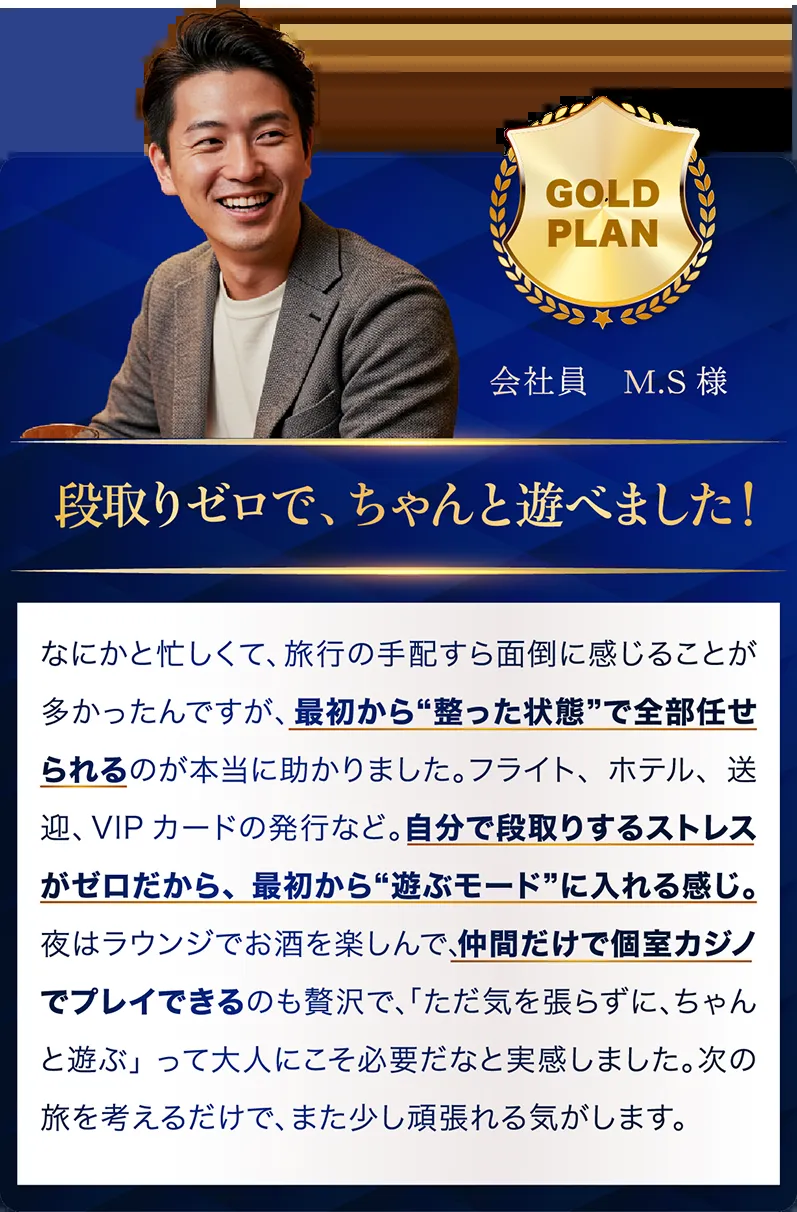 GOLD
PLAN
会社員　M.S 様
段取りゼロで、ちゃんと遊べました!
なにかと忙しくて、旅行の手配すら面倒に感じることが
多かったんですが、最初から“整った状態”で全部任せ
られるのが本当に助かりました。フライト、ホテル、送
迎、VIP カードの発行など。自分で段取りするストレス
がゼロだから、最初から“遊ぶモード”に入れる感じ。
夜はラウンジでお酒を楽しんで、仲間だけで個室カジノ
でプレイできるのも贅沢で、「ただ気を張らずに、ちゃん
と遊ぶ」って大人にこそ必要だなと実感しました。次の
旅を考えるだけで、また少し頑張れる気がします。